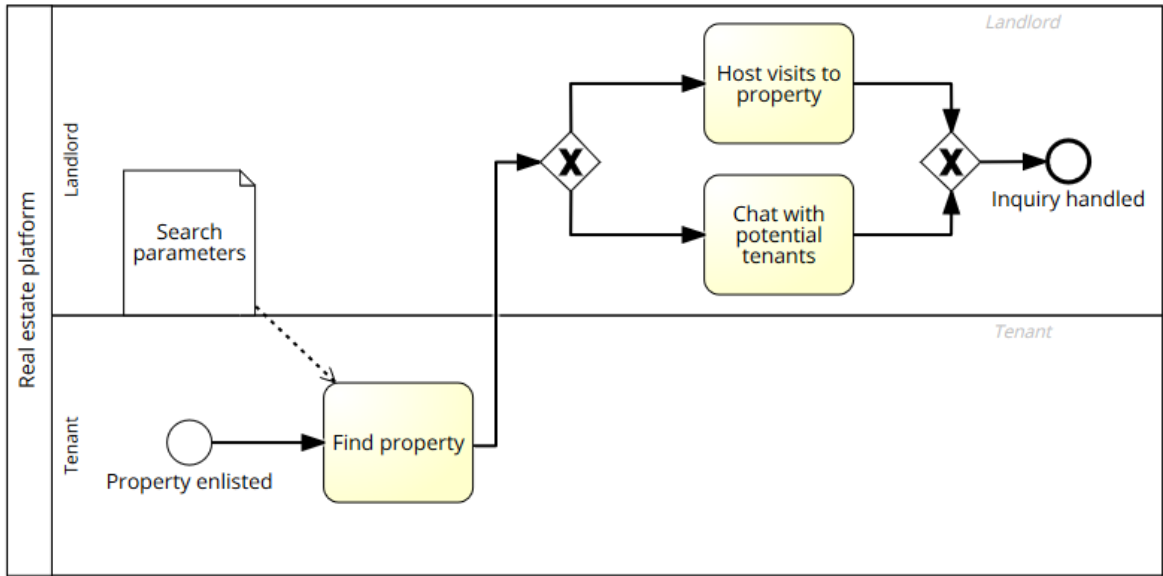 Real estate platform
Landlord
Landlord
Search
parameters
Host visits to
property
X
Chat with
potential
tenants
X
Inquiry handled
Tenant
Tenant
Property enlisted
Find property